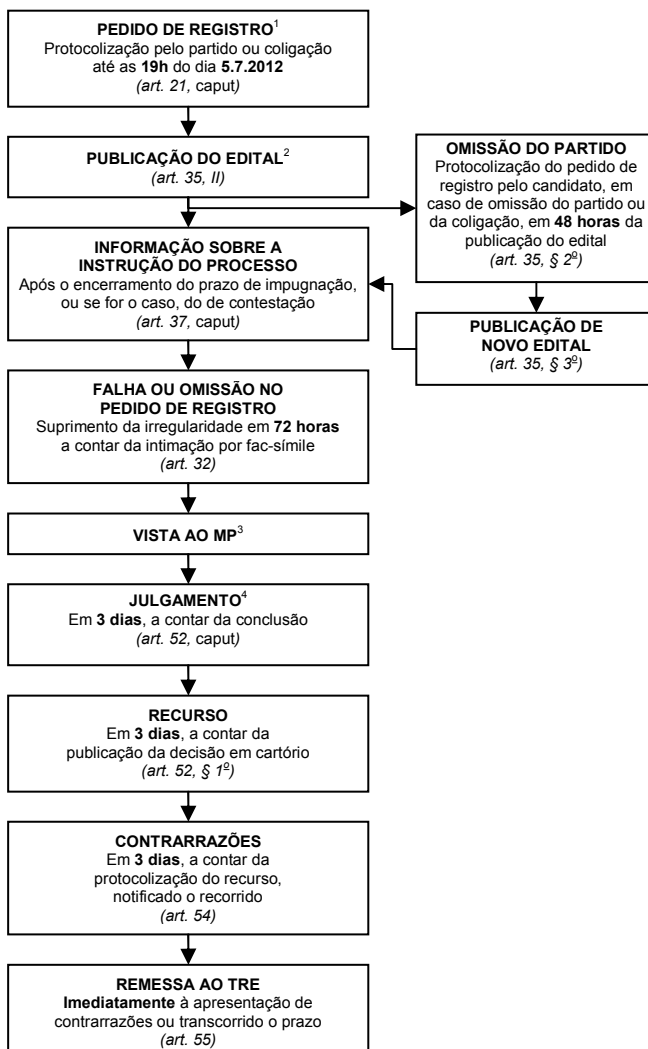 PEDIDO DE REGISTRO¹
Protocolização pelo partido ou coligação
até as 19h do dia 5.7.2012
(art. 21, caput)
PUBLICAÇÃO DO EDITAL²
(art. 35, II)
OMISSÃO DO PARTIDO
Protocolização do pedido de
registro pelo candidato, em
caso de omissão do partido ou
da coligação, em 48 horas da
publicação do edital
(art. 35, § 2º)
PUBLICAÇÃO DE
NOVO EDITAL
(art. 35, § 3º)
INFORMAÇÃO SOBRE A
INSTRUÇÃO DO PROCESSO
Após o encerramento do prazo de impugnação,
ou se for o caso, do de contestação
(art. 37, caput)
FALHA OU OMISSÃO NO
PEDIDO DE REGISTRO
Suprimento da irregularidade em 72 horas
a contar da intimação por fac-símile
(art. 32)
VISTA AO MP³
JULGAMENTO⁴
Em 3 dias, a contar da conclusão
(art. 52, caput)
RECURSO
Em 3 dias, a contar da
publicação da decisão em cartório
(art. 52, § 1º)
CONTRARRAZÕES
Em 3 dias, a contar da
protocolização do recurso,
notificado o recorrido
(art. 54)
REMESSA AO TRE
Imediatamente à apresentação de
contrarrazões ou transcorrido o prazo
(art. 55)